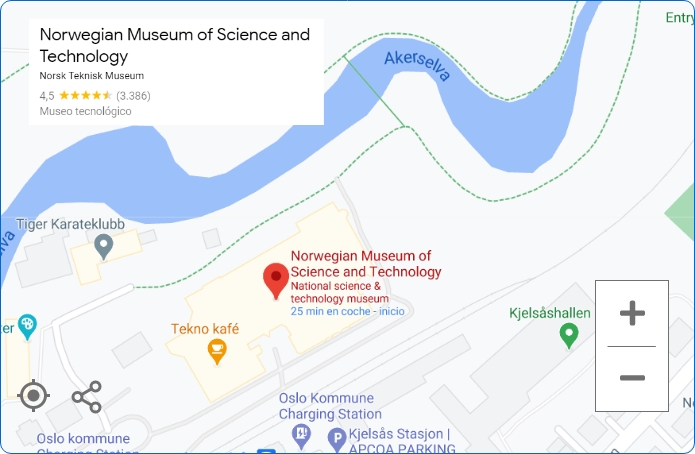 Norwegian Museum of Science and
Technology
Norsk Teknisk Museum
4,5 ★★★★★ (3.386)
Museo tecnológico
Akerselva
Entry
Tiger Karateklubb
Norwegian Museum of
Science and Technology
National science &
technology museum
25 min en coche - inicio
Kjelsåshallen
Tekno kafé
Oslo Kommune
Charging Station
Kjelsås Stasjon |
APCOA PARKING
P
Oslo kommune
Charging Station